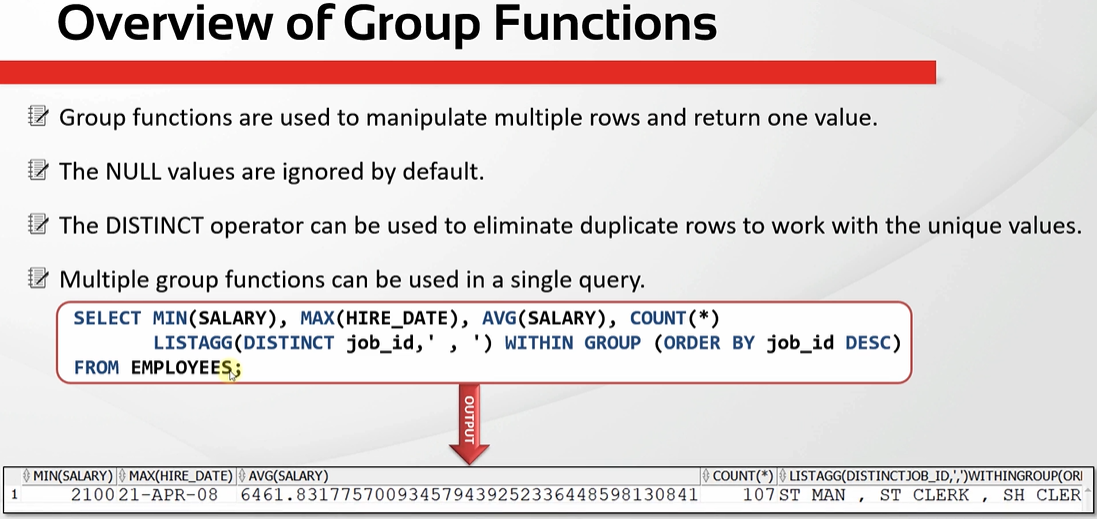 Overview of Group Functions
Group functions are used to manipulate multiple rows and return one value.
The NULL values are ignored by default.
The DISTINCT operator can be used to eliminate duplicate rows to work with the unique values.
Multiple group functions can be used in a single query.
SELECT MIN(SALARY), MAX(HIRE_DATE), AVG(SALARY), COUNT(*)
LISTAGG(DISTINCT job_id,' , ') WITHIN GROUP (ORDER BY job_id DESC)
FROM EMPLOYEES;
OUTPUT
MIN(SALARY) MAX(HIRE_DATE) AVG(SALARY) COUNT(*) LISTAGG(DISTINCTJOB_ID,',')WITHINGROUP(OR
1 2100 21-APR-08 6461.83177570093457943925233644859813084­1 107 ST MAN , ST CLERK , SH CLER